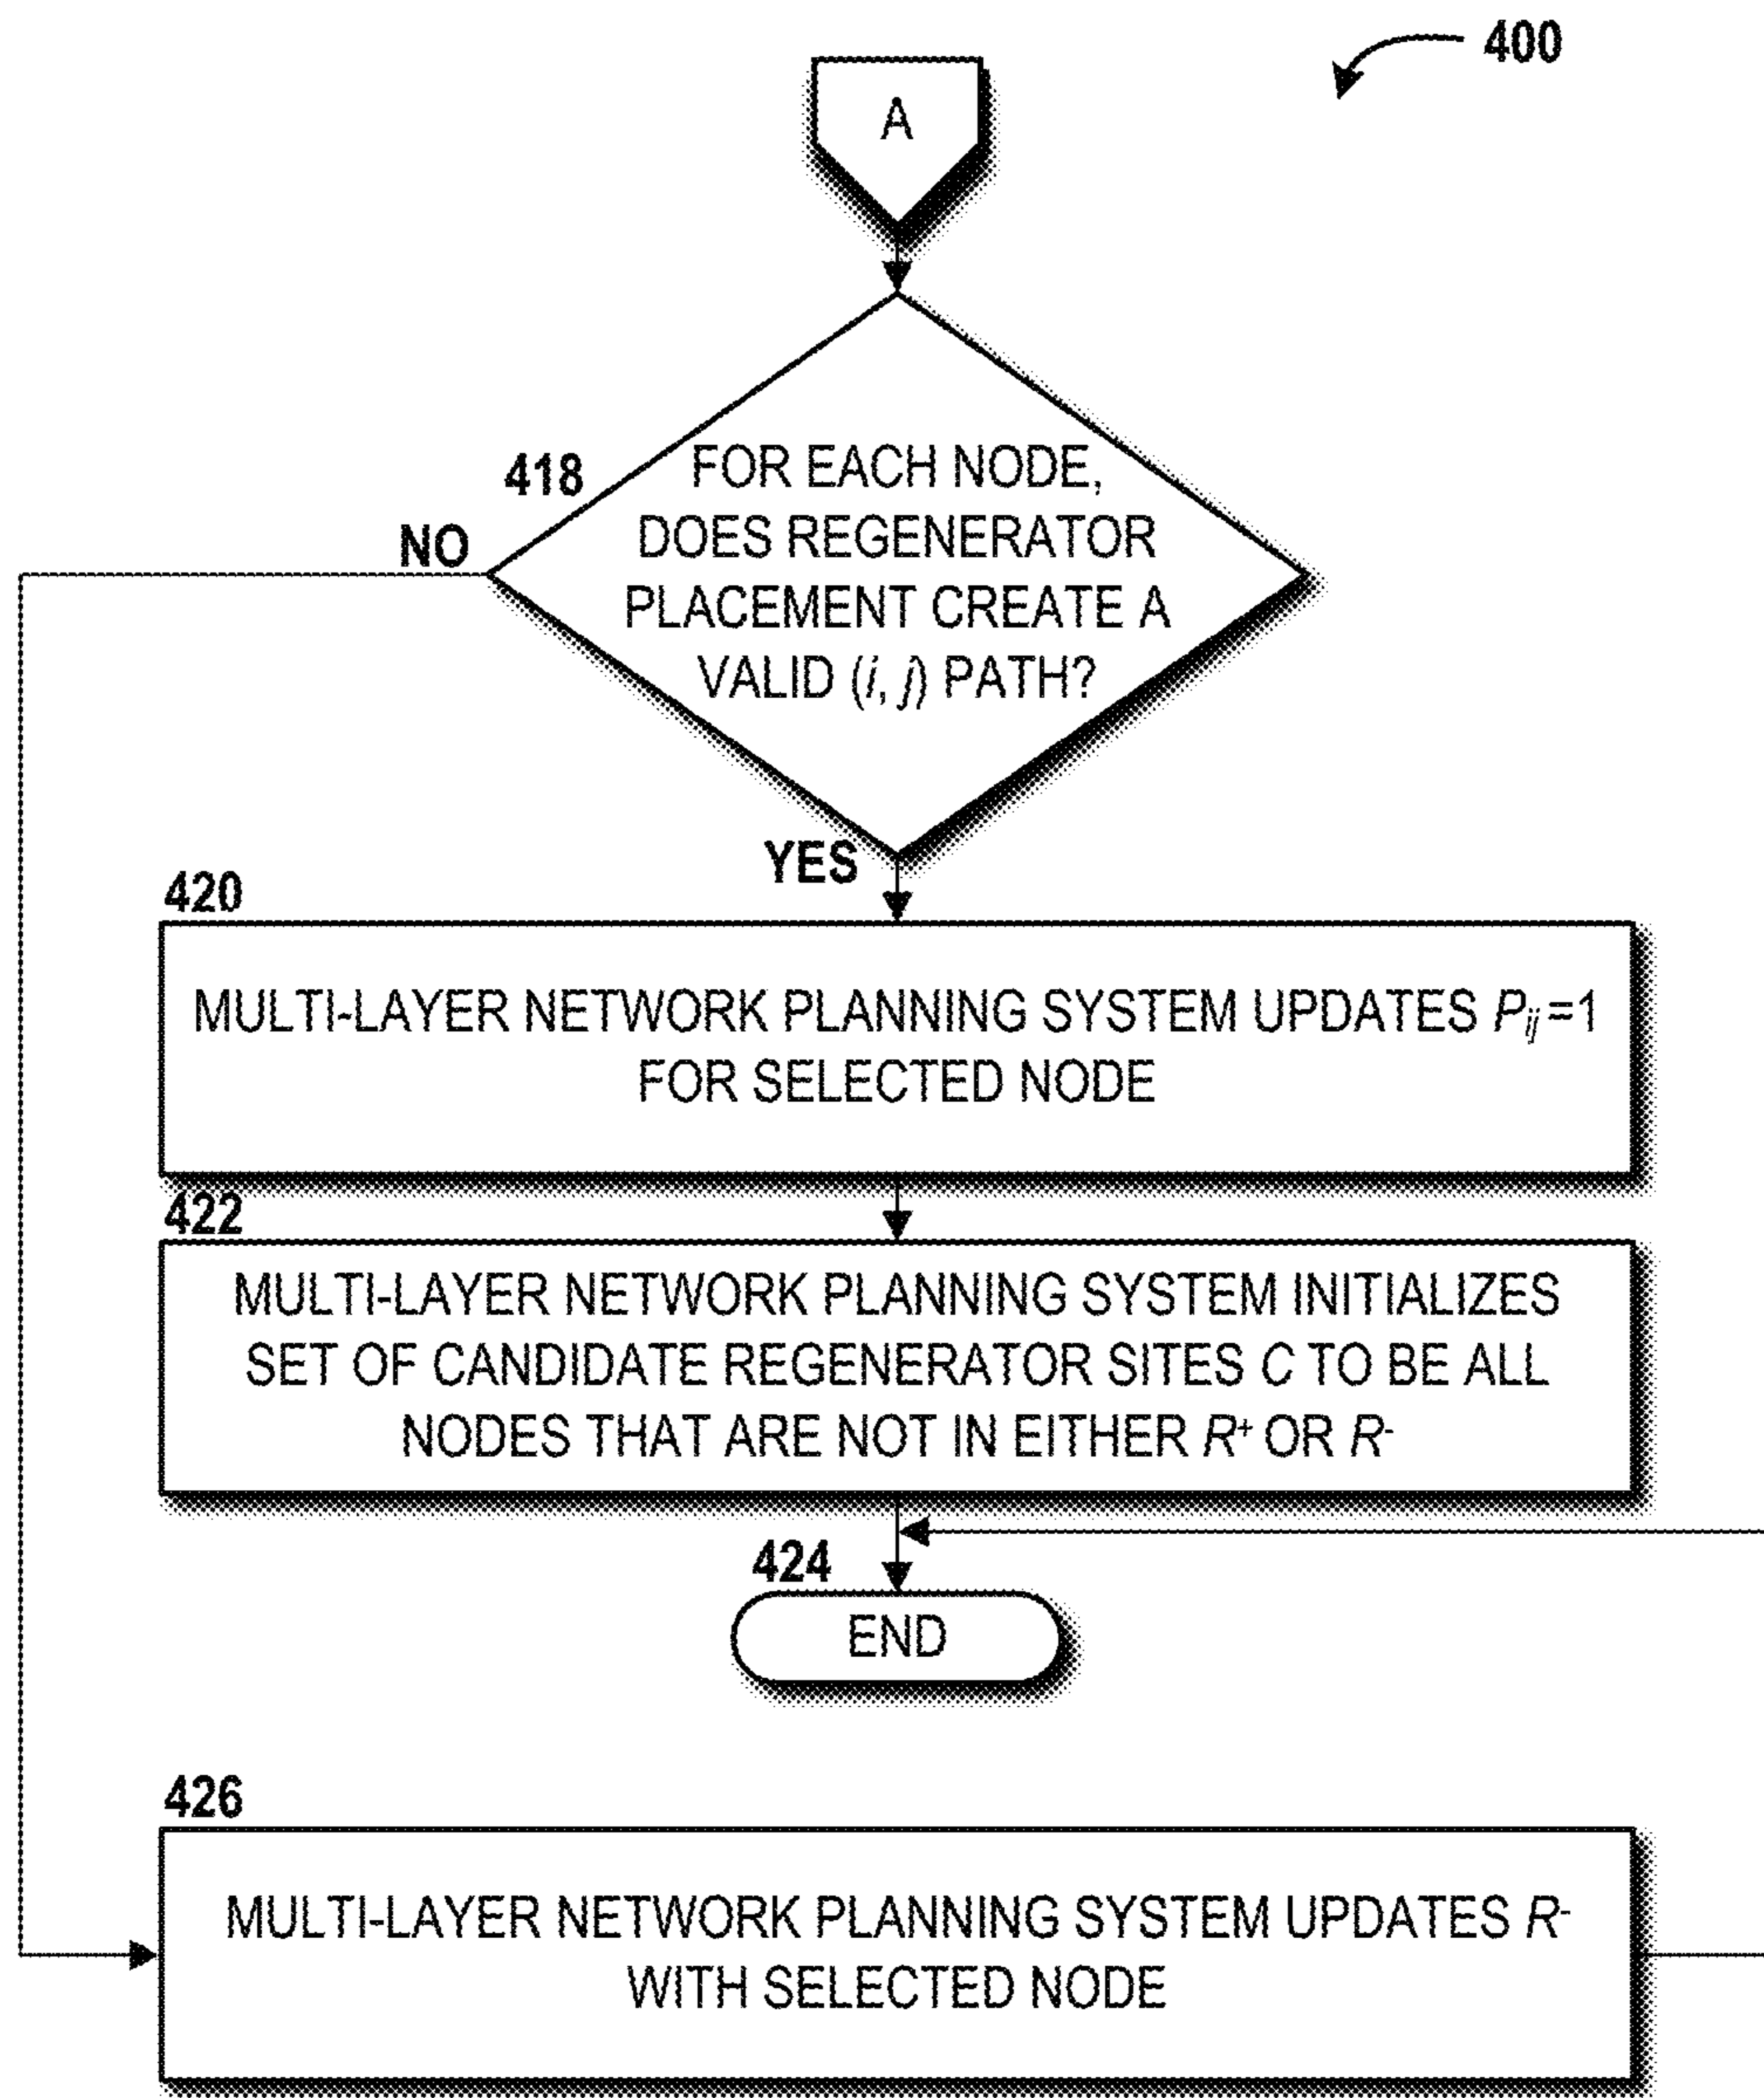 400
A
418
FOR EACH NODE,
NO
DOES REGENERATOR
PLACEMENT CREATE A
VALID (i, j) PATH?
YES
420
MULTI-LAYER NETWORK PLANNING SYSTEM UPDATES Pij =1
FOR SELECTED NODE
422
MULTI-LAYER NETWORK PLANNING SYSTEM INITIALIZES
SET OF CANDIDATE REGENERATOR SITES C TO BE ALL
NODES THAT ARE NOT IN EITHER R+ OR R-
424
END
426
MULTI-LAYER NETWORK PLANNING SYSTEM UPDATES R-
WITH SELECTED NODE